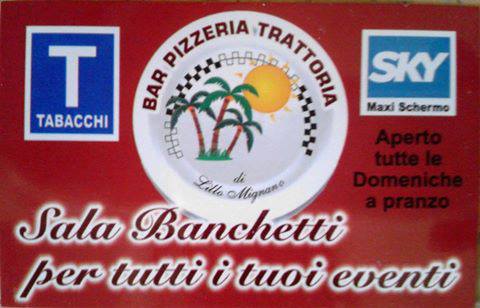 T
TABACCHI
BAR PIZZERIA TRATTORIA
di
Lillo Mignano
SKY
Maxi Schermo
Aperto
tutte le
Domeniche
a pranzo
Sala Banchetti
per tutti i tuoi eventi